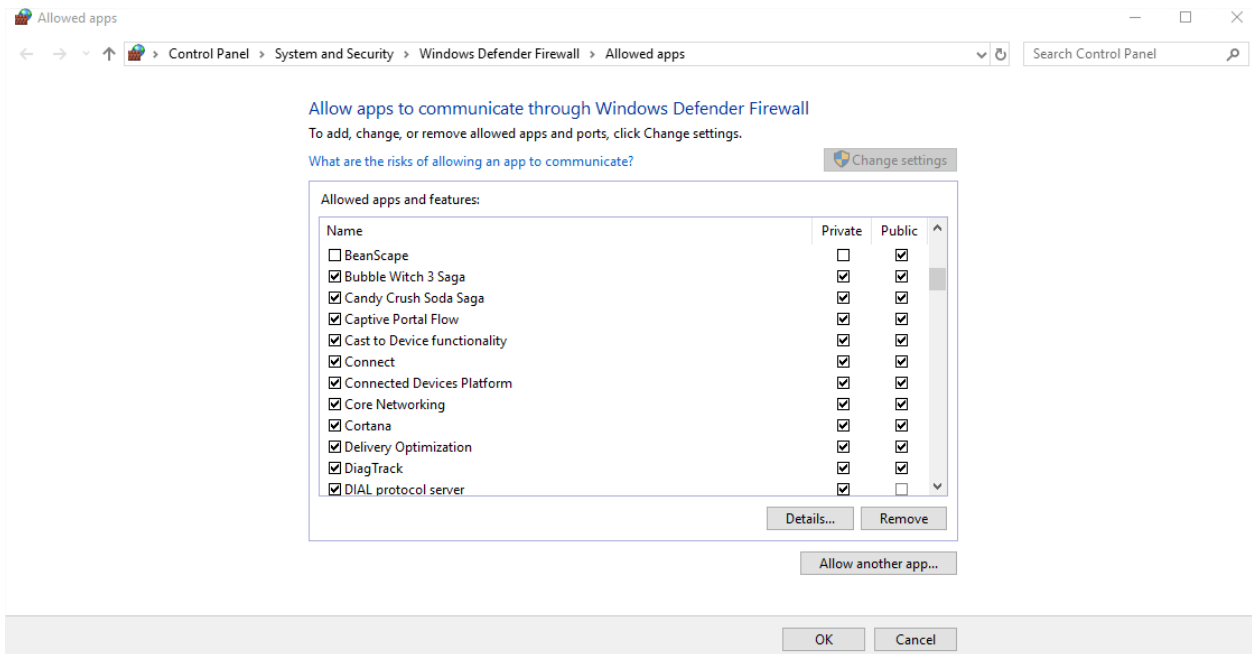 Allowed apps
Control Panel > System and Security > Windows Defender Firewall > Allowed apps
Search Control Panel
Allow apps to communicate through Windows Defender Firewall
To add, change, or remove allowed apps and ports, click Change settings.
What are the risks of allowing an app to communicate?
Change settings
Allowed apps and features:
Name Private Public
BeanScape
Bubble Witch 3 Saga
Candy Crush Soda Saga
Captive Portal Flow
Cast to Device functionality
Connect
Connected Devices Platform
Core Networking
Cortana
Delivery Optimization
DiagTrack
DIAL protocol server
Details... Remove
Allow another app...
OK Cancel